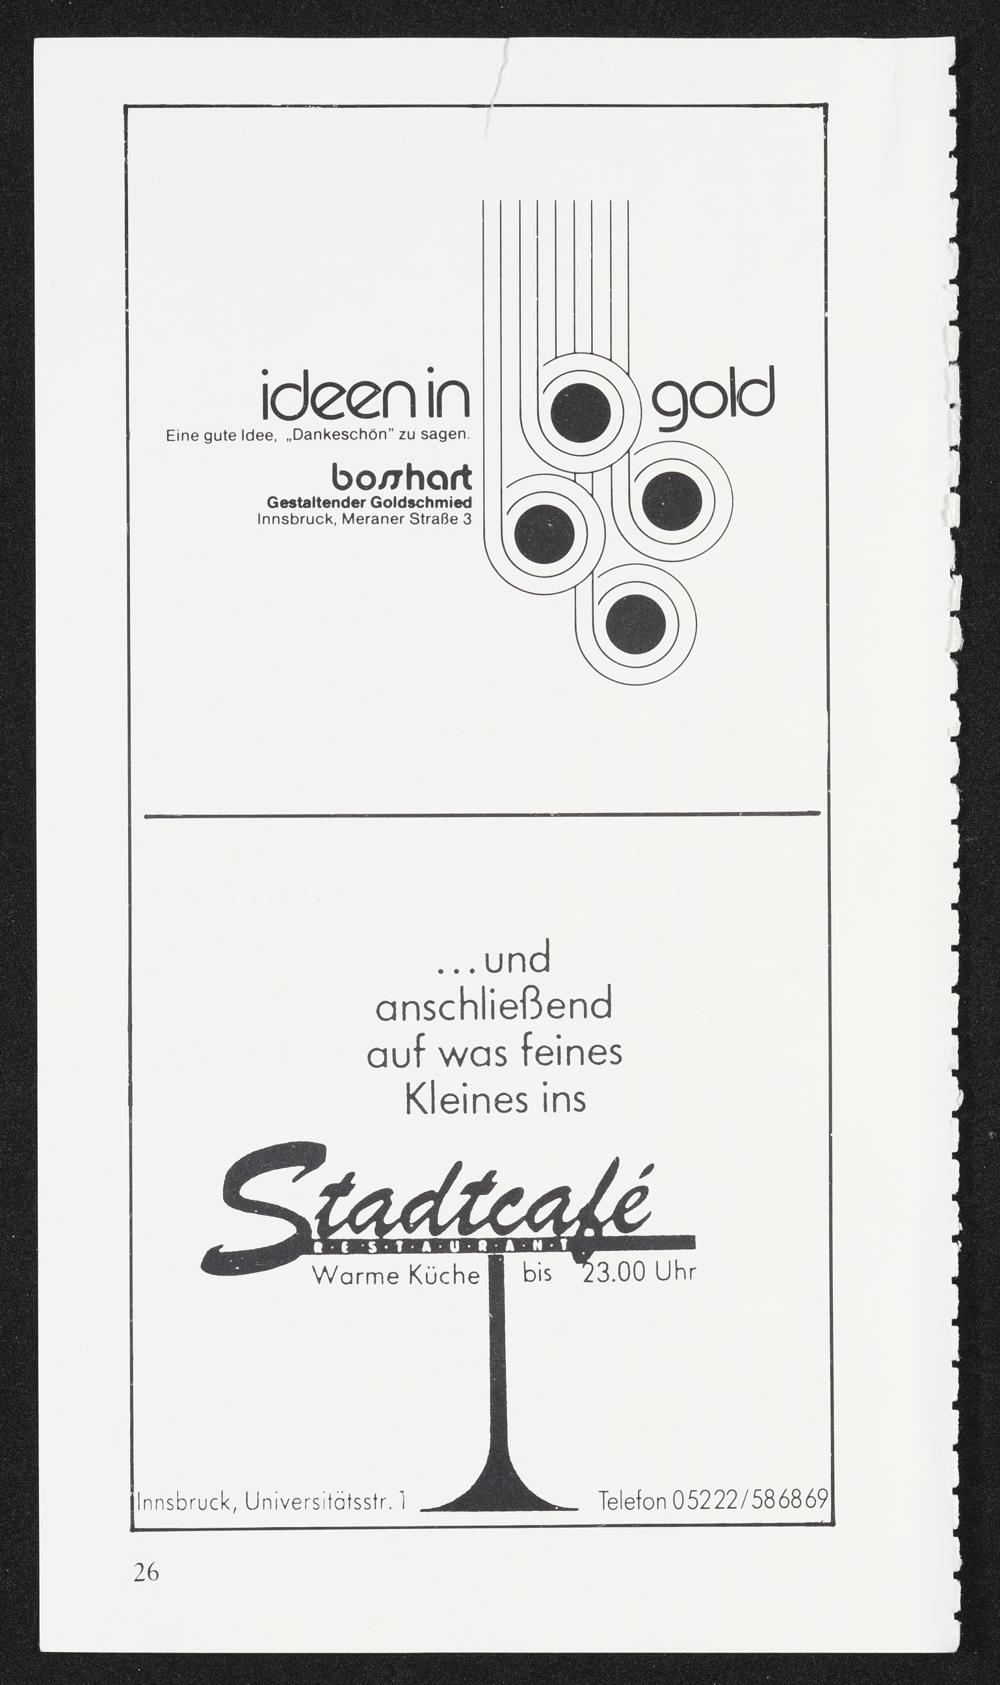 ideen in gold
Eine gute Idee, „Dankeschön” zu sagen.
bosshart
Gestaltender Goldschmied
Innsbruck, Meraner Straße 3
...und
anschließend
auf was feines
Kleines ins
Stadtcafé
RESTAURANT
Warme Küche bis 23.00 Uhr
Innsbruck, Universitätsstr. 1 Telefon 05222/586869
26